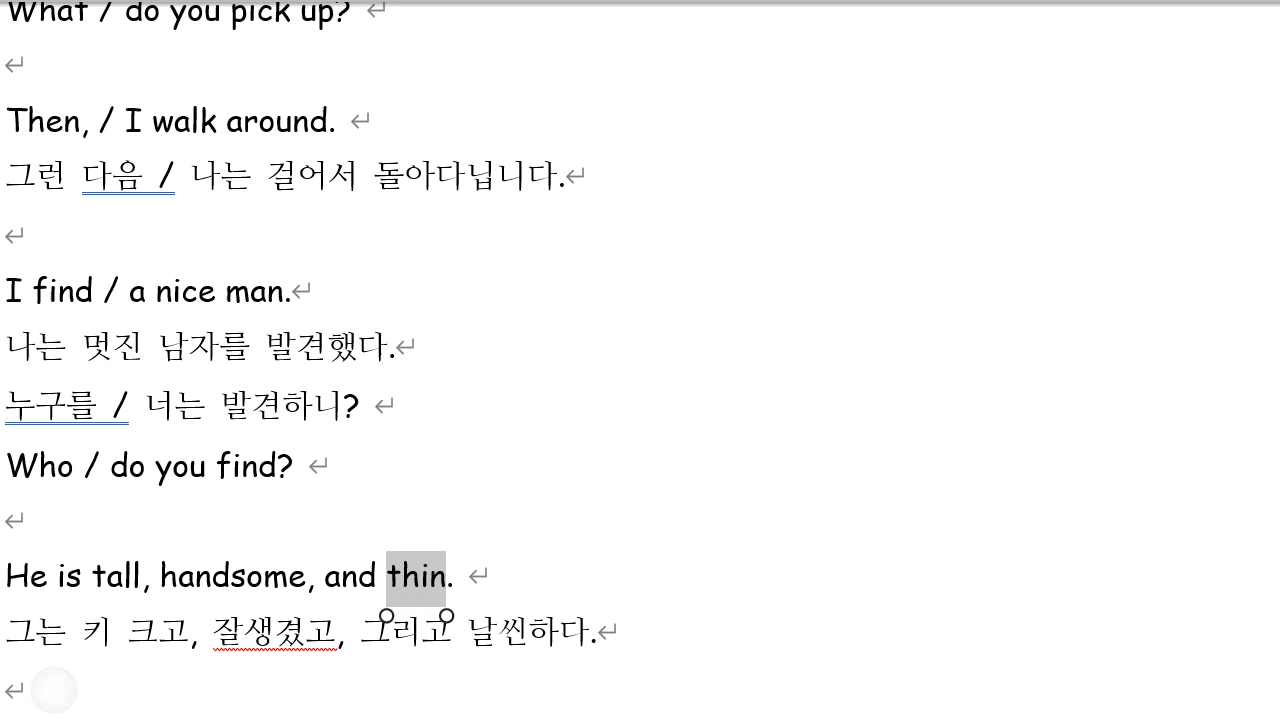 What / do you pick up?
Then, / I walk around.
그런 다음 / 나는 걸어서 돌아다닙니다.
I find / a nice man.
나는 멋진 남자를 발견했다.
누구를 / 너는 발견하니?
Who / do you find?
He is tall, handsome, and thin.
그는 키 크고, 잘생겼고, 그리고 날씬하다.